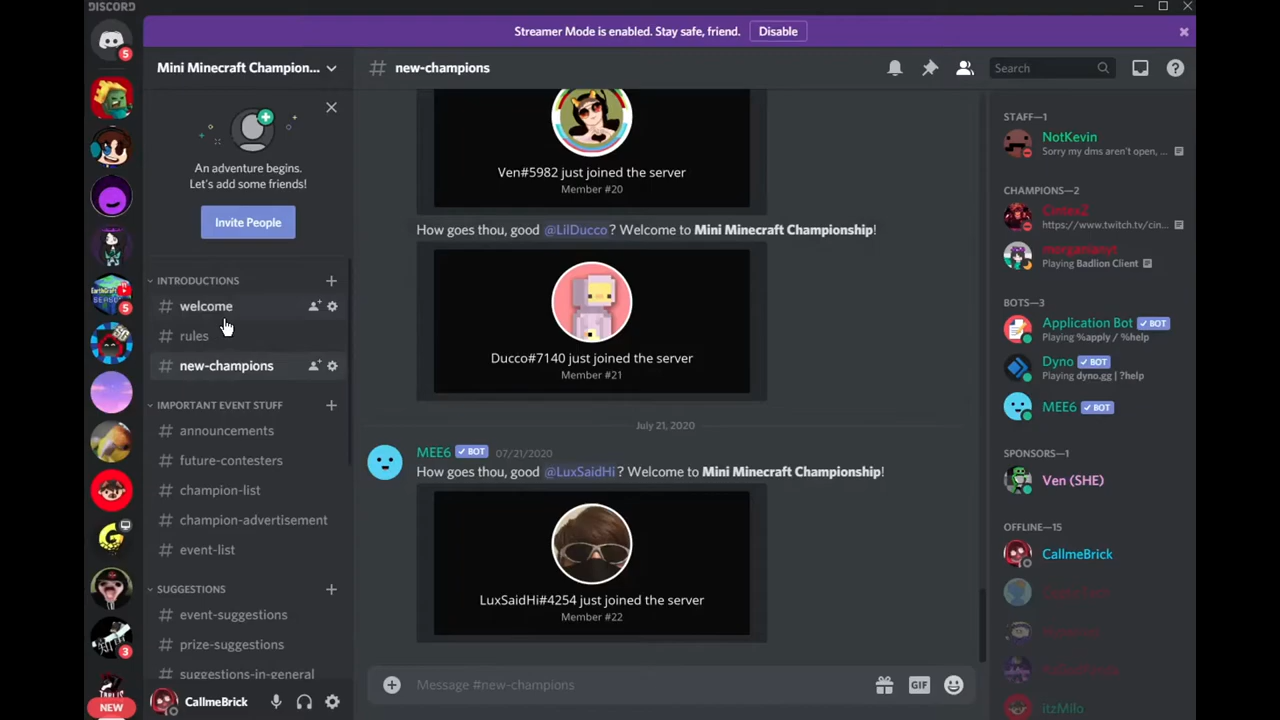 DISCORD
Streamer Mode is enabled. Stay safe, friend.
Disable
5
5
3
NEW
Mini Minecraft Champion...
An adventure begins.
Let's add some friends!
Invite People
INTRODUCTIONS
# welcome
# rules
# new-champions
IMPORTANT EVENT STUFF
# announcements
# future-contesters
# champion-list
# champion-advertisement
# event-list
SUGGESTIONS
# event-suggestions
# prize-suggestions
# suggestions-in-general
CallmeBrick
# new-champions
Search
Ven#5982 just joined the server
Member #20
How goes thou, good @LilDucco? Welcome to Mini Minecraft Championship!
Ducco#7140 just joined the server
Member #21
July 21, 2020
MEE6 BOT 07/21/2020
How goes thou, good @LuxSaidHi? Welcome to Mini Minecraft Championship!
LuxSaidHi#4254 just joined the server
Member #22
Message #new-champions
GIF
STAFF—1
NotKevin
Sorry my dms aren't open, ...
CHAMPIONS—2
https://www.twitch.tv/cin...
Playing Badlion Client
BOTS—3
Application Bot BOT
Playing %apply / %help
Dyno BOT
Playing dyno.gg | ?help
MEE6 BOT
SPONSORS—1
Ven (SHE)
OFFLINE—15
CallmeBrick
itzMilo